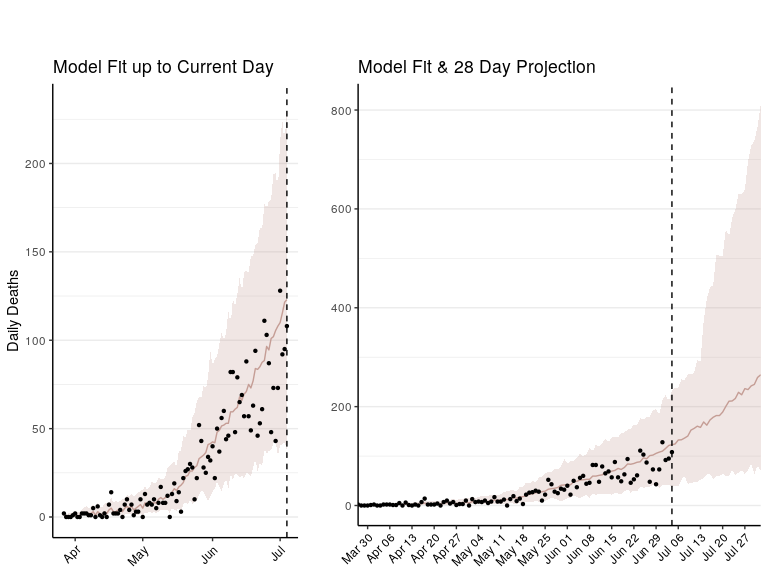 Model Fit up to Current Day
Daily Deaths
200
150
100
50
0
Apr
May
Jun
Jul
Model Fit & 28 Day Projection
800
600
400
200
0
Mar 30
Apr 06
Apr 13
Apr 20
Apr 27
May 04
May 11
May 18
May 25
Jun 01
Jun 08
Jun 15
Jun 22
Jun 29
Jul 06
Jul 13
Jul 20
Jul 27